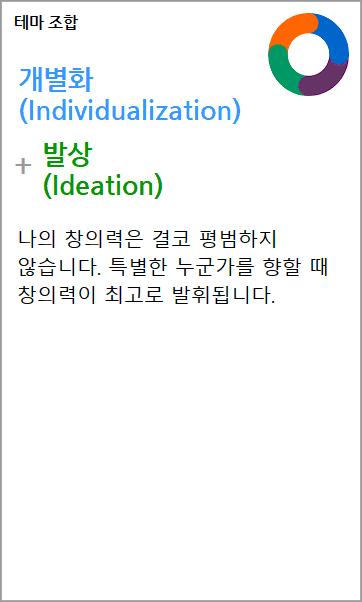 테마 조합
개별화
(Individualization)
+ 발상
(Ideation)
나의 창의력은 결코 평범하지
않습니다. 특별한 누군가를 향할 때
창의력이 최고로 발휘됩니다.